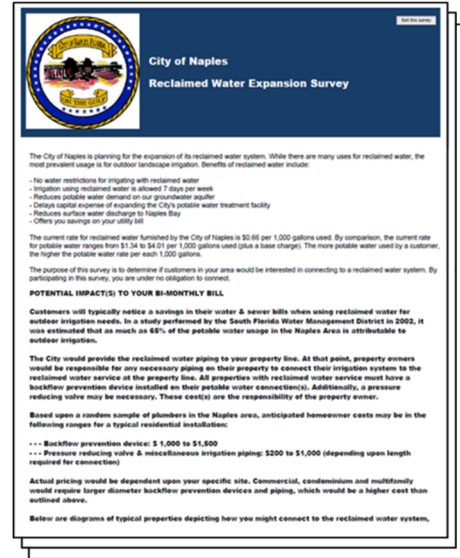 Exit this survey
CITY OF NAPLES FLORIDA
ON THE GULF
City of Naples
Reclaimed Water Expansion Survey
The City of Naples is planning for the expansion of its reclaimed water system. While there are many uses for reclaimed water, the
most prevalent usage is for outdoor landscape irrigation. Benefits of reclaimed water include:
- No water restrictions for irrigating with reclaimed water
- Irrigation using reclaimed water is allowed 7 days per week
- Reduces potable water demand on our groundwater aquifer
- Delays capital expense of expanding the City's potable water treatment facility
- Reduces surface water discharge to Naples Bay
- Offers you savings on your utility bill
The current rate for reclaimed water furnished by the City of Naples is $0.66 per 1,000 gallons used. By comparison, the current rate
for potable water ranges from $1.34 to $4.01 per 1,000 gallons used (plus a base charge). The more potable water used by a customer,
the higher the potable water rate per each 1,000 gallons.
The purpose of this survey is to determine if customers in your area would be interested in connecting to a reclaimed water system. By
participating in this survey, you are under no obligation to connect.
POTENTIAL IMPACT(S) TO YOUR BI-MONTHLY BILL
Customers will typically notice a savings in their water & sewer bills when using reclaimed water for
outdoor irrigation needs. In a study performed by the South Florida Water Management District in 2002, it
was estimated that as much as 65% of the potable water usage in the Naples Area is attributable to
outdoor irrigation.
The City would provide the reclaimed water piping to your property line. At that point, property owners
would be responsible for any necessary piping on their property to connect their irrigation system to the
reclaimed water service at the property line. All properties with reclaimed water service must have a
backflow prevention device installed on their potable water connection(s). Additionally, a pressure
reducing valve may be necessary. These cost(s) are the responsibility of the property owner.
Based upon a random sample of plumbers in the Naples area, anticipated homeowner costs may be in the
following ranges for a typical residential installation:
- - - Backflow prevention device: $ 1,000 to $1,500
- - - Pressure reducing valve & miscellaneous irrigation piping: $200 to $1,000 (depending upon length
required for connection)
Actual pricing would be dependent upon your specific site. Commercial, condominium and multifamily
would require larger diameter backflow prevention devices and piping, which would be a higher cost than
outlined above.
Below are diagrams of typical properties depicting how you might connect to the reclaimed water system,